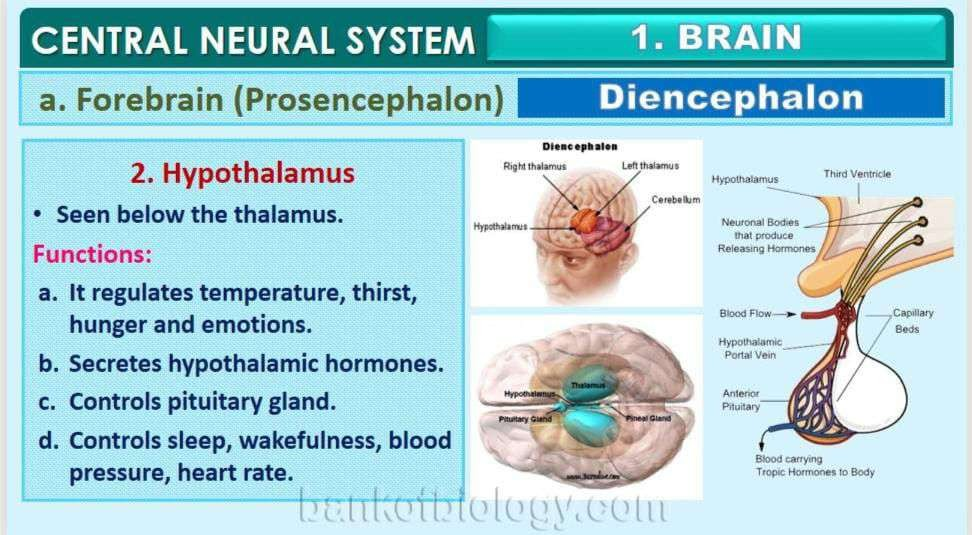 CENTRAL NEURAL SYSTEM
1. BRAIN
a. Forebrain (Prosencephalon)
Diencephalon
2. Hypothalamus
• Seen below the thalamus.
Functions:
a. It regulates temperature, thirst,
hunger and emotions.
b. Secretes hypothalamic hormones.
c. Controls pituitary gland.
d. Controls sleep, wakefulness, blood
pressure, heart rate.
Diencephalon
Right thalamus
Left thalamus
Cerebellum
Hypothalamus
Thalamus
Hypothalamus
Pituitary Gland
Pineal Gland
Hypothalamus
Third Ventricle
Neuronal Bodies
that produce
Releasing Hormones
Blood Flow
Capillary
Beds
Hypothalamic
Portal Vein
Anterior
Pituitary
Blood carrying
Tropic Hormones to Body
bankofbiology.com